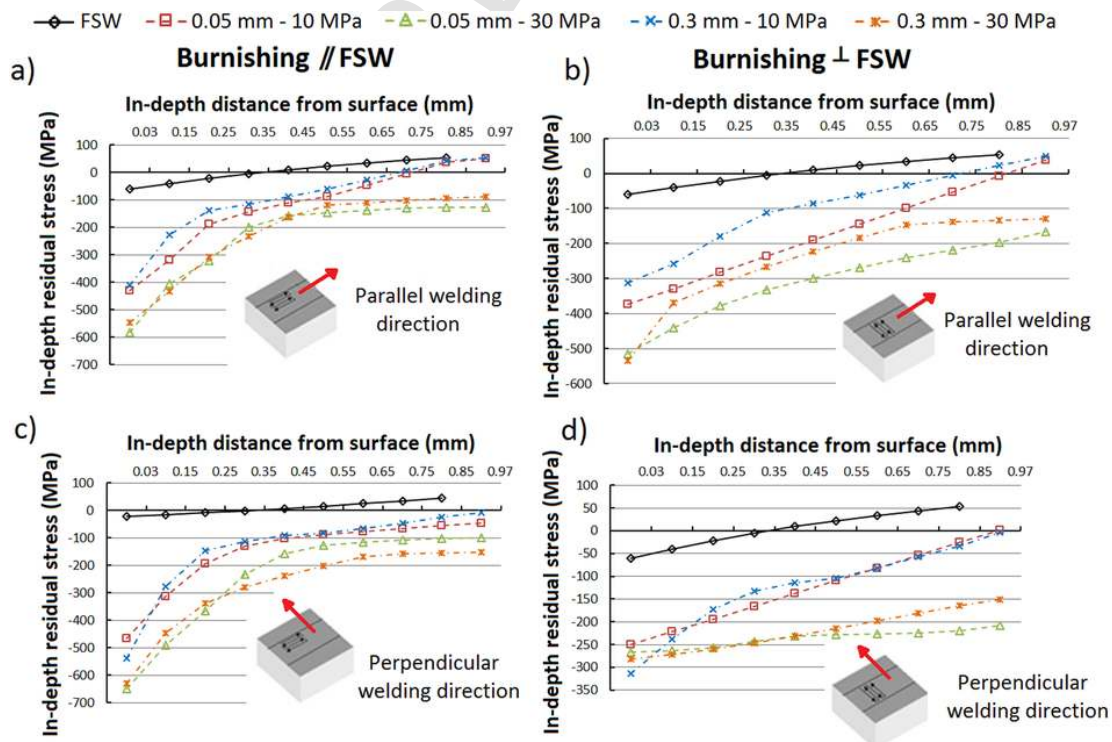 FSW 0.05 mm - 10 MPa 0.05 mm - 30 MPa 0.3 mm - 10 MPa 0.3 mm - 30 MPa
Burnishing // FSW
Burnishing ⊥ FSW
a)
In-depth distance from surface (mm)
0.03 0.15 0.25 0.35 0.45 0.55 0.65 0.75 0.85 0.97
In-depth residual stress (MPa)
100
0
-100
-200
-300
-400
-500
-600
-700
Parallel welding
direction
b)
In-depth distance from surface (mm)
0.03 0.15 0.25 0.35 0.45 0.55 0.65 0.75 0.85 0.97
In-depth residual stress (MPa)
100
0
-100
-200
-300
-400
-500
-600
Parallel welding
direction
c)
In-depth distance from surface (mm)
0.03 0.15 0.25 0.35 0.45 0.55 0.65 0.75 0.85 0.97
In-depth residual stress (MPa)
100
0
-100
-200
-300
-400
-500
-600
-700
Perpendicular
welding direction
d)
In-depth distance from surface (mm)
0.03 0.15 0.25 0.35 0.45 0.55 0.65 0.75 0.85 0.97
In-depth residual stress (MPa)
100
50
0
-50
-100
-150
-200
-250
-300
-350
Perpendicular
welding direction